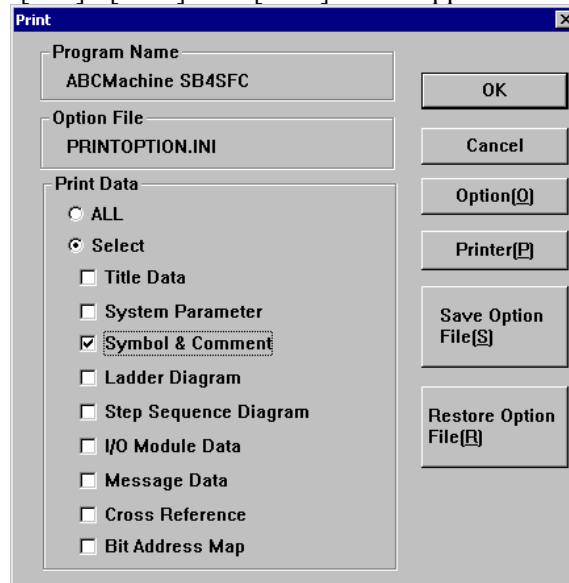 Print
Program Name
ABCMachine SB4SFC
OK
Option File
PRINTOPTION.INI
Cancel
Print Data
Option(O)
ALL
Select
Printer(P)
Title Data
System Parameter
Save Option
File(S)
Symbol & Comment
Ladder Diagram
Step Sequence Diagram
Restore Option
File(R)
I/O Module Data
Message Data
Cross Reference
Bit Address Map